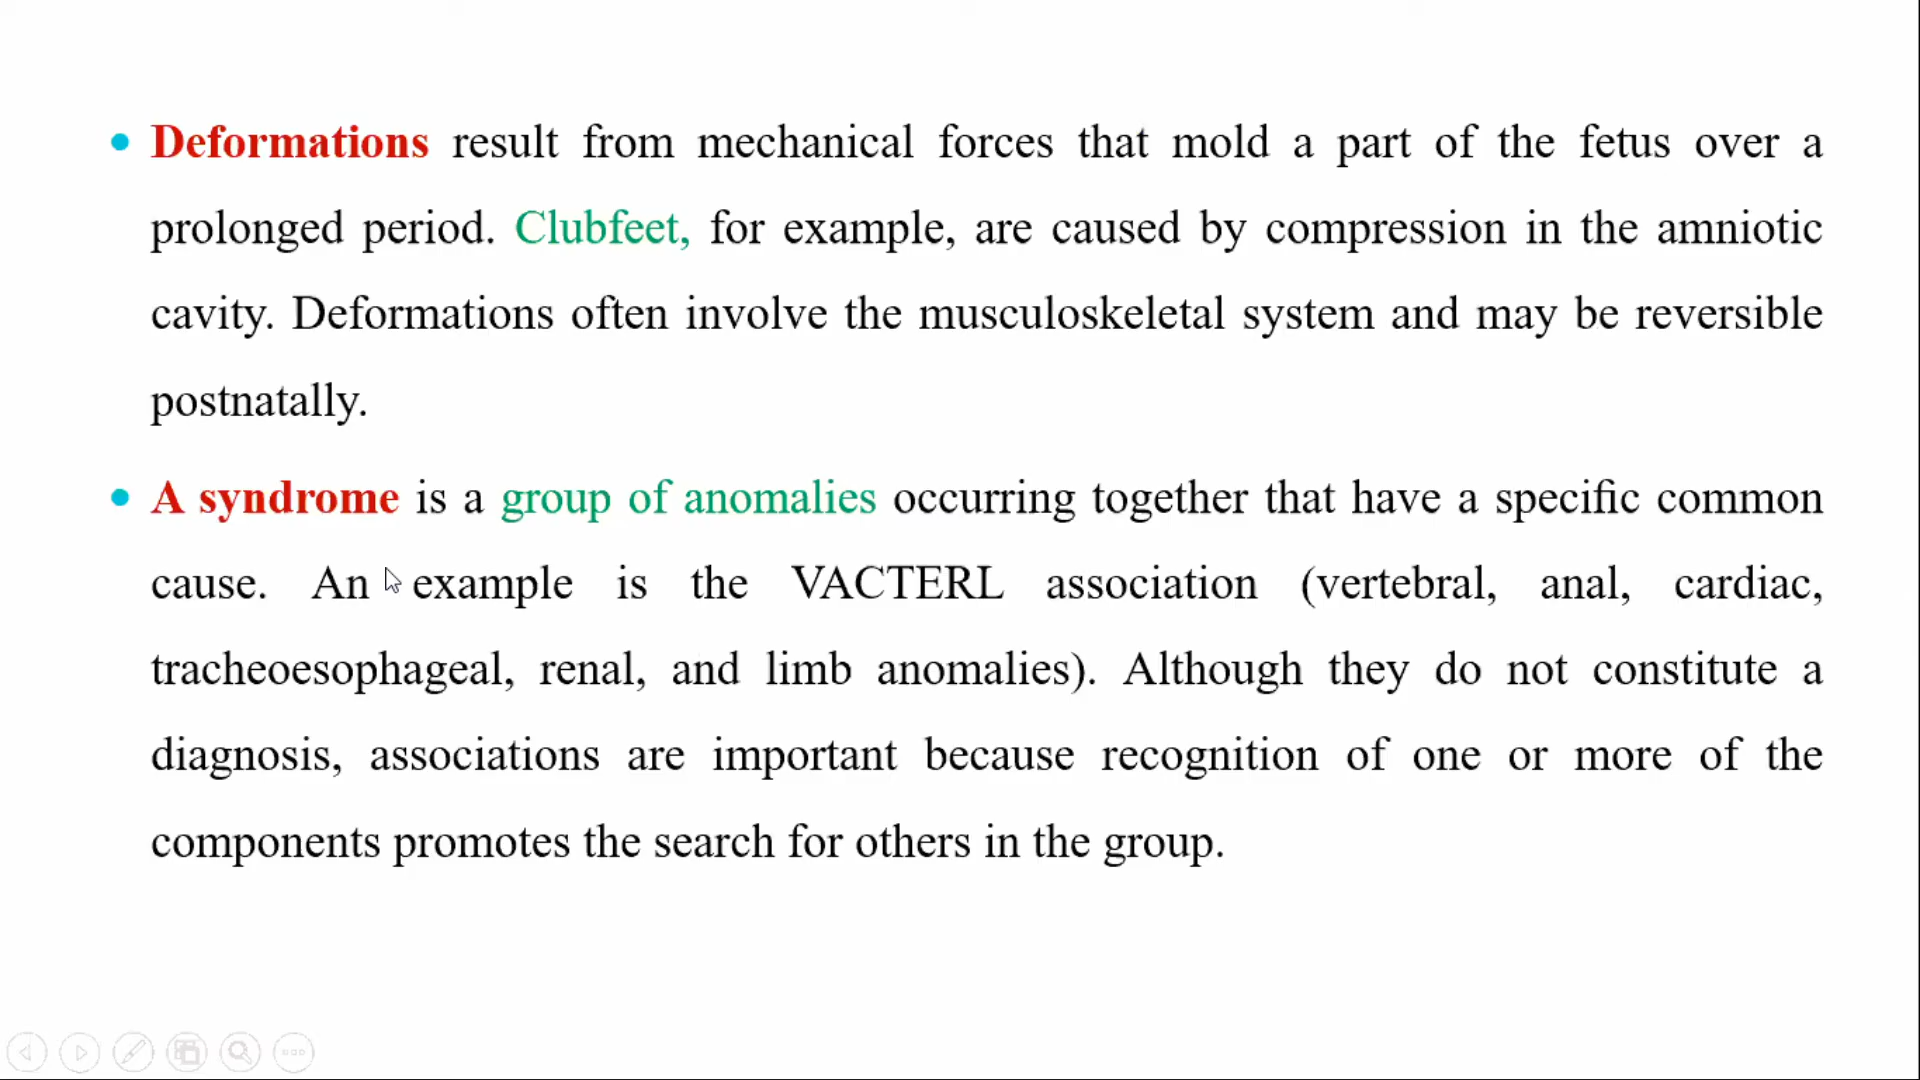 Deformations result from mechanical forces that mold a part of the fetus over a
prolonged period. Clubfeet, for example, are caused by compression in the amniotic
cavity. Deformations often involve the musculoskeletal system and may be reversible
postnatally.
A syndrome is a group of anomalies occurring together that have a specific common
cause. An example is the VACTERL association (vertebral, anal, cardiac,
tracheoesophageal, renal, and limb anomalies). Although they do not constitute a
diagnosis, associations are important because recognition of one or more of the
components promotes the search for others in the group.